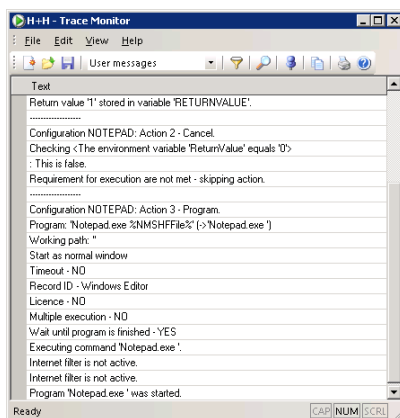 H+H - Trace Monitor
File Edit View Help
User messages
Text
Return value '1' stored in variable 'RETURNVALUE'.
-------------------
Configuration NOTEPAD: Action 2 - Cancel.
Checking <The environment variable 'ReturnValue' equals '0'>
: This is false.
Requirement for execution are not met - skipping action.
-------------------
Configuration NOTEPAD: Action 3 - Program.
Program: 'Notepad.exe %NMSHFFile%' (->'Notepad.exe ')
Working path: ''
Start as normal window
Timeout - NO
Record ID - Windows Editor
Licence - NO
Multiple execution - NO
Wait until program is finished - YES
Executing command 'Notepad.exe '.
Internet filter is not active.
Internet filter is not active.
Program 'Notepad.exe ' was started.
Ready CAP NUM SCRL